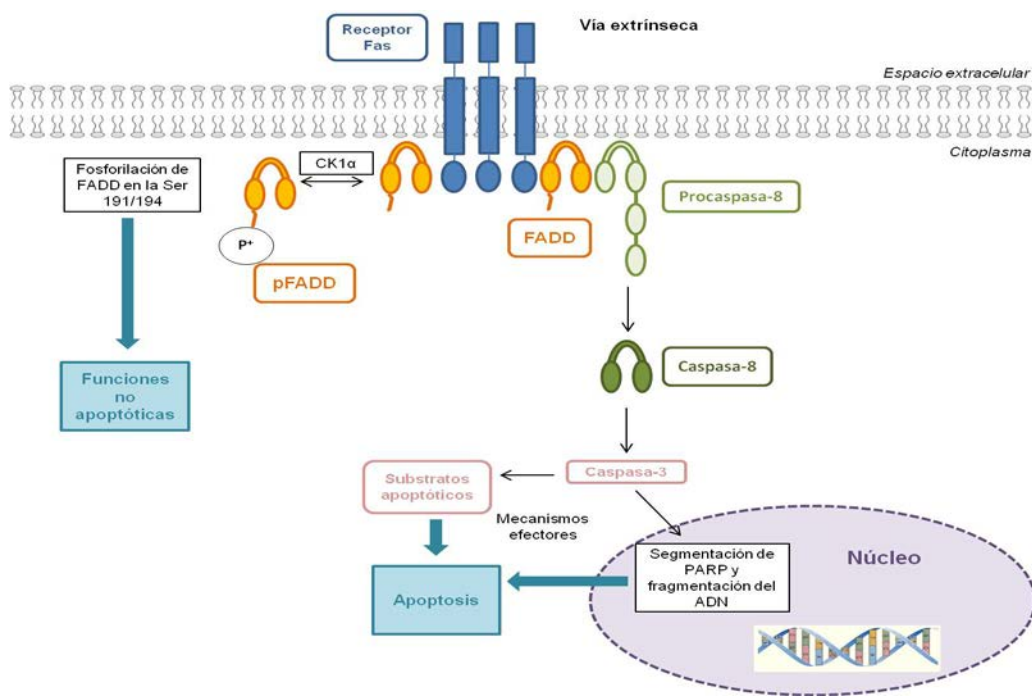 Receptor
Fas
Vía extrínseca
Espacio extracelular
Citoplasma
Fosforilación de
FADD en la Ser
191/194
CK1α
Procaspasa-8
P⁺
FADD
pFADD
Funciones
no
apoptóticas
Caspasa-8
Substratos
apoptóticos
Caspasa-3
Mecanismos
efectores
Núcleo
Segmentación de
PARP y
fragmentación del
ADN
Apoptosis